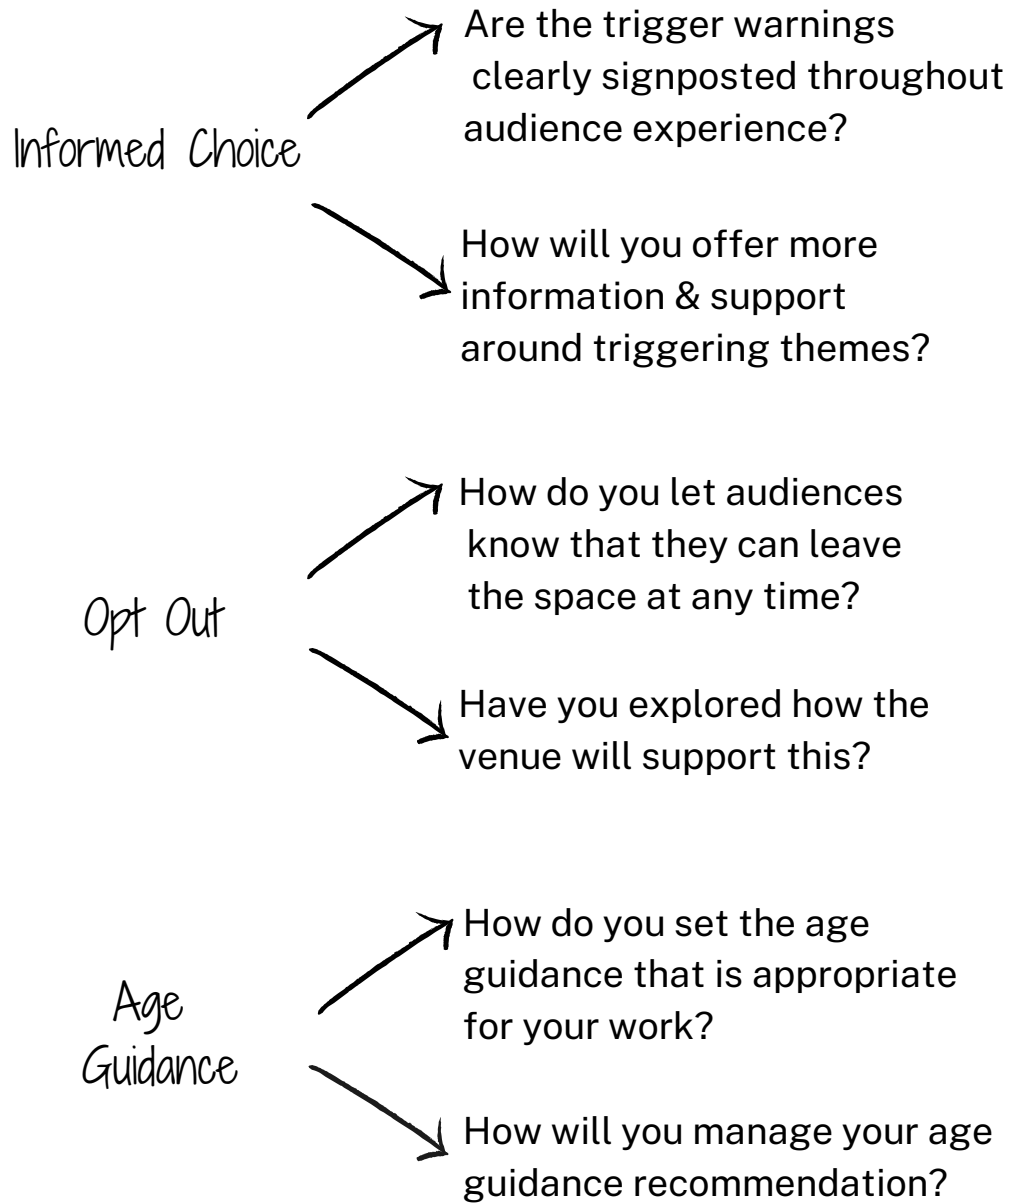 Informed Choice
Are the trigger warnings
clearly signposted throughout
audience experience?
How will you offer more
information & support
around triggering themes?
Opt Out
How do you let audiences
know that they can leave
the space at any time?
Have you explored how the
venue will support this?
Age
Guidance
How do you set the age
guidance that is appropriate
for your work?
How will you manage your age
guidance recommendation?